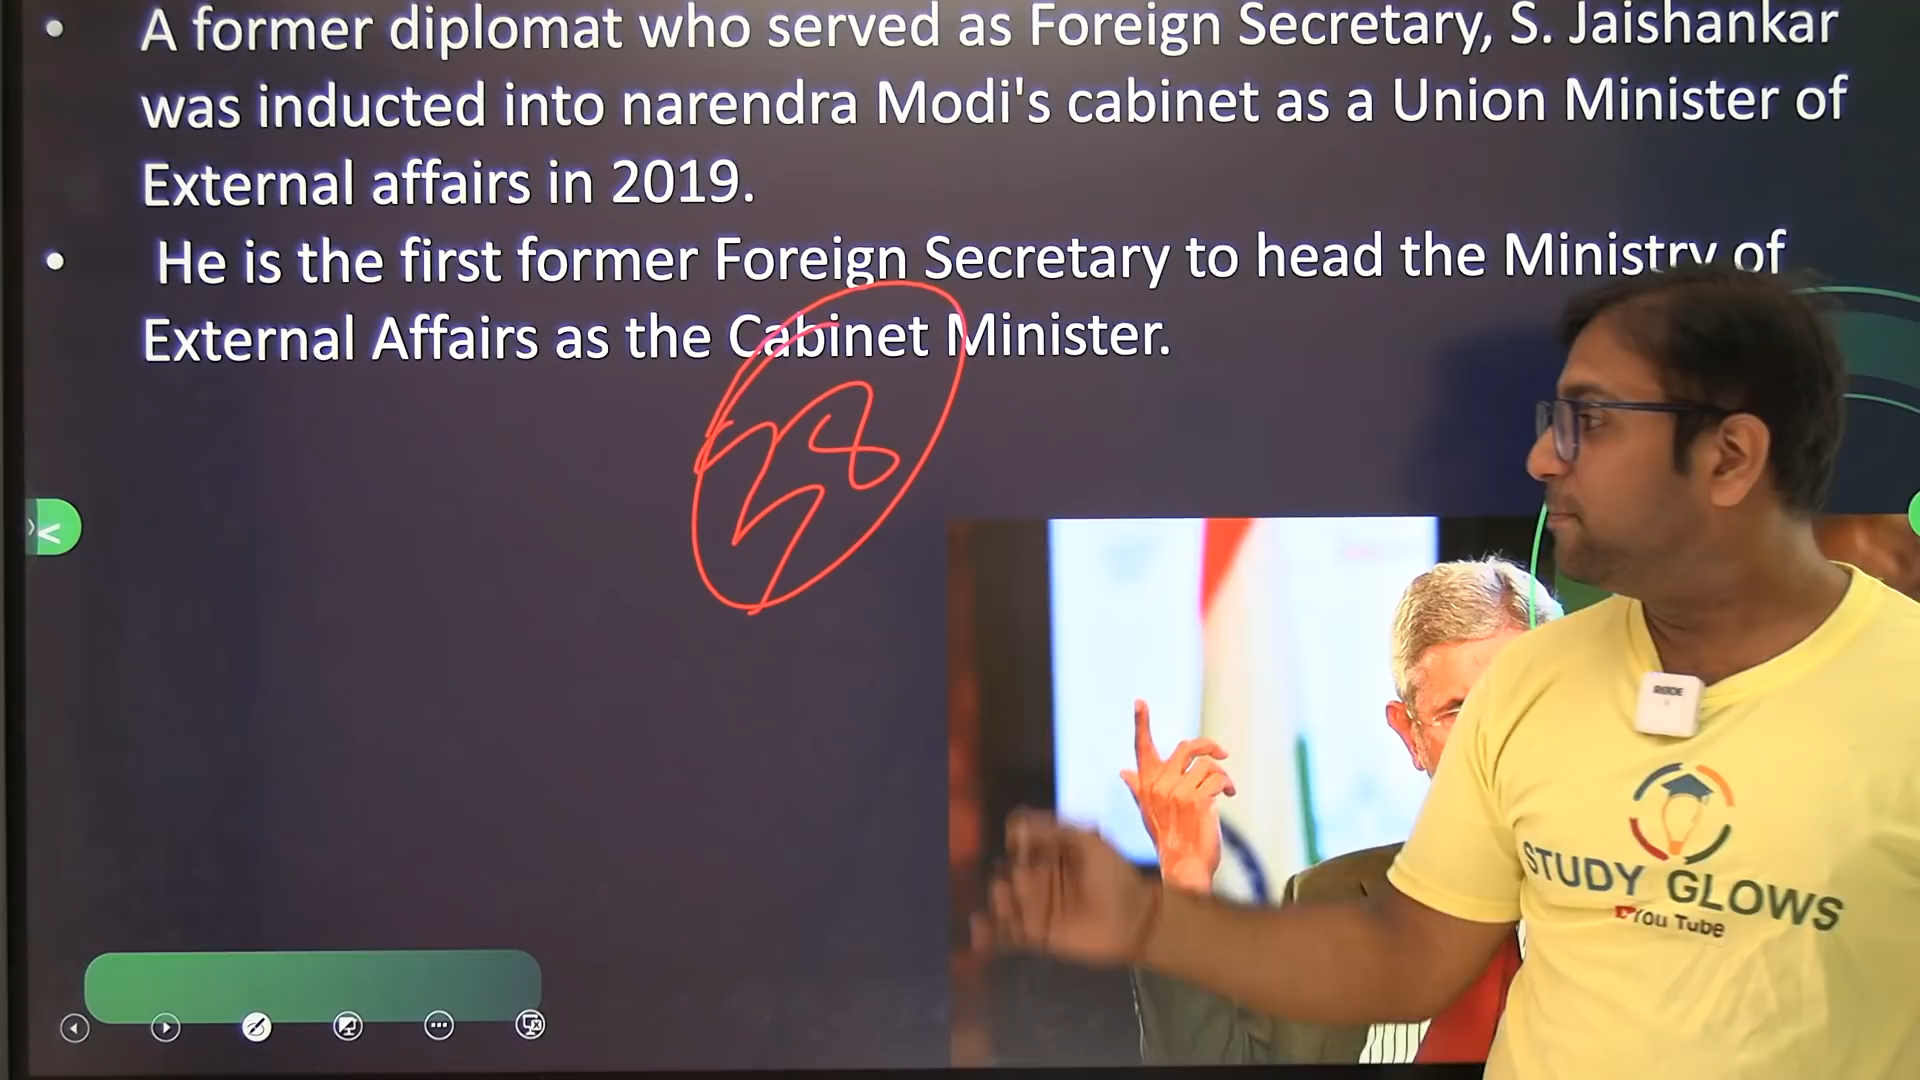 • A former diplomat who served as Foreign Secretary, S. Jaishankar
was inducted into narendra Modi's cabinet as a Union Minister of
External affairs in 2019.
• He is the first former Foreign Secretary to head the Ministry of
External Affairs as the Cabinet Minister.
38
RØDE
STUDY GLOWS
You Tube